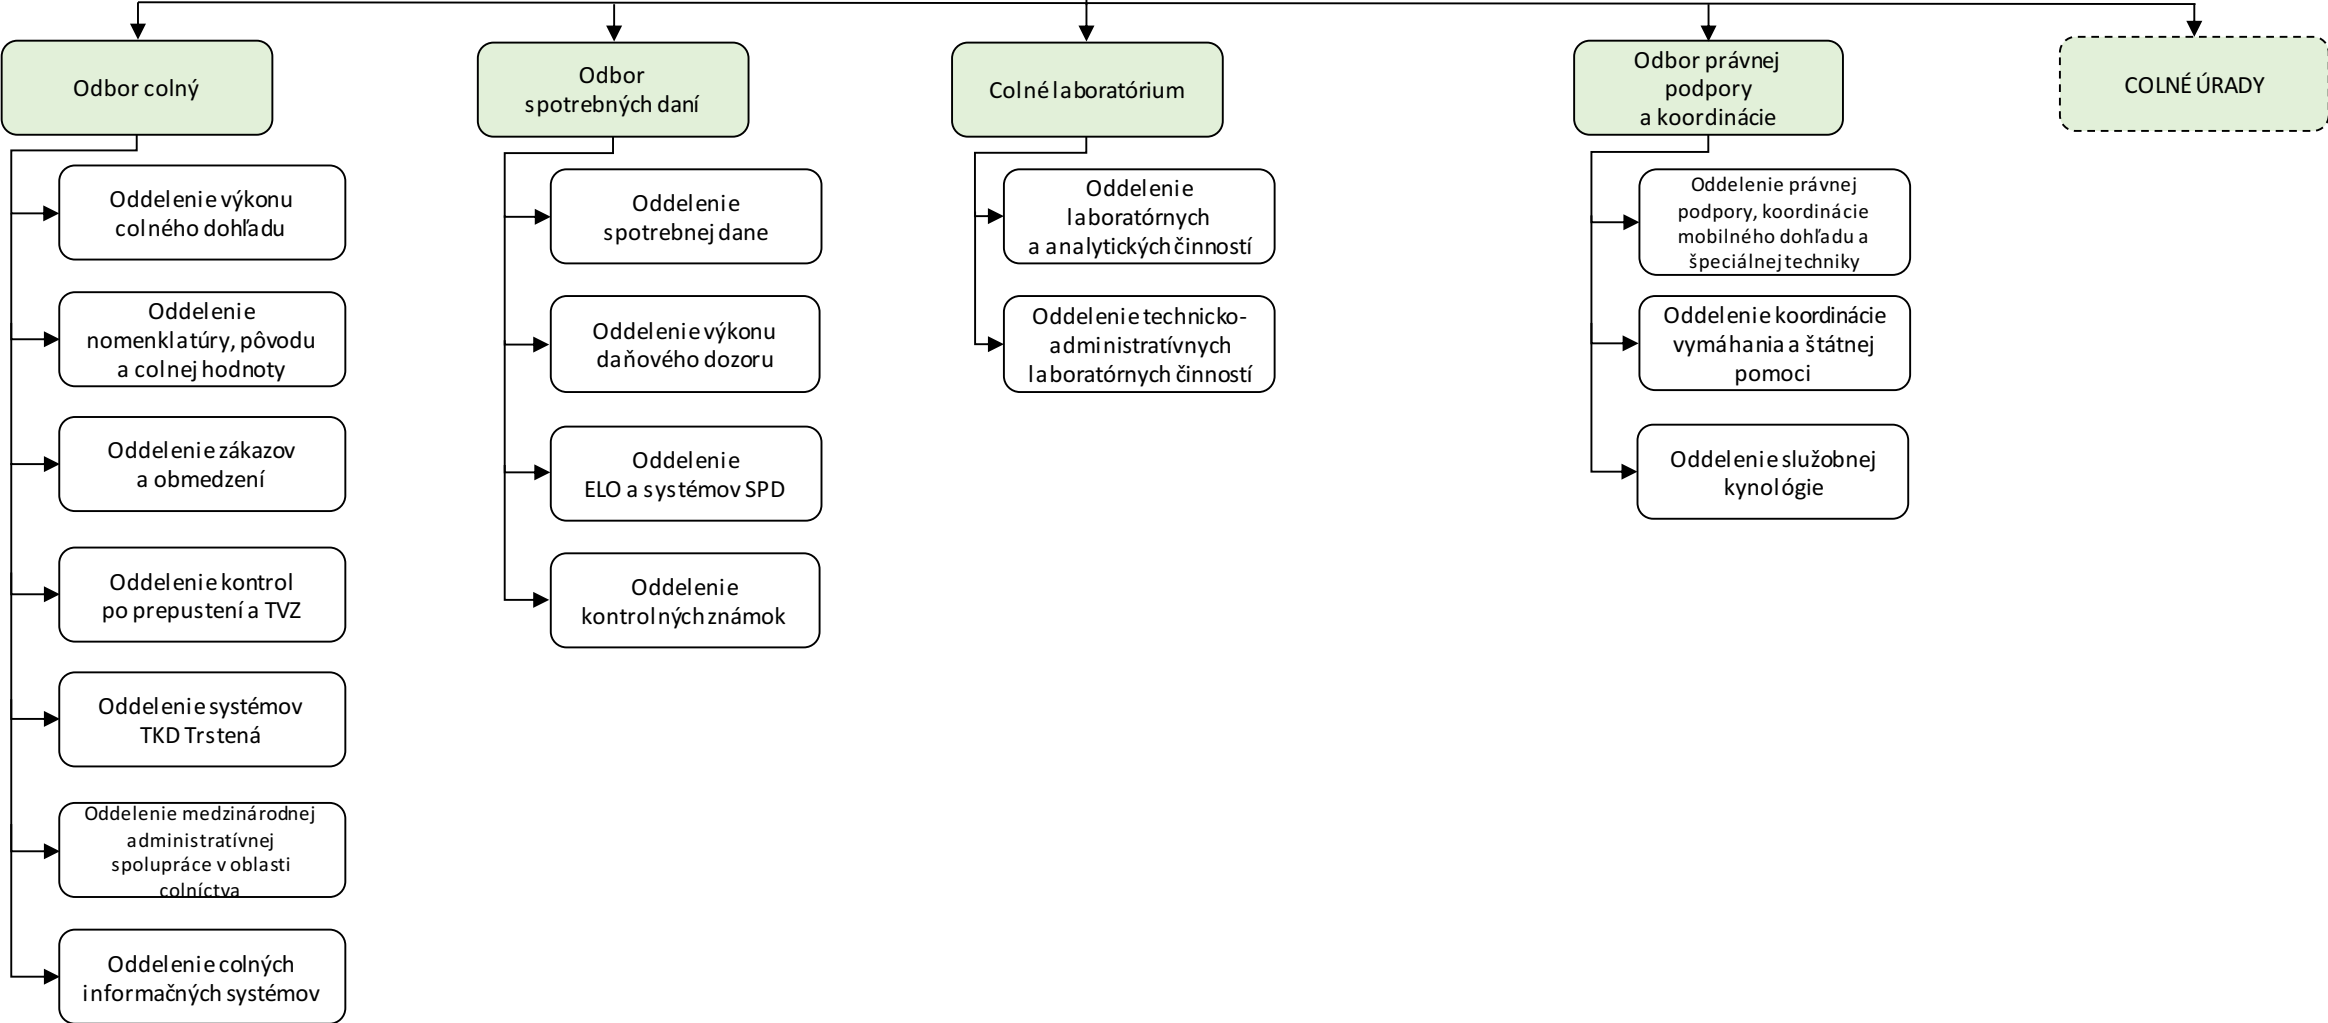 Odbor colný
Oddelenie výkonu
colného dohľadu
Oddelenie
nomenklatúry, pôvodu
a colnej hodnoty
Oddelenie zákazov
a obmedzení
Oddelenie kontrol
po prepustení a TVZ
Oddelenie systémov
TKD Trstená
Oddelenie medzinárodnej
administratívnej
spolupráce v oblasti
colníctva
Oddelenie colných
informačných systémov
Odbor
spotrebných daní
Oddelenie
spotrebnej dane
Oddelenie výkonu
daňového dozoru
Oddelenie
ELO a systémov SPD
Oddelenie
kontrolných známok
Colné laboratórium
Oddelenie
laboratórnych
a analytických činností
Oddelenie technicko-
administratívnych
laboratórnych činností
Odbor právnej
podpory
a koordinácie
Oddelenie právnej
podpory, koordinácie
mobilného dohľadu a
špeciálnej techniky
Oddelenie koordinácie
vymáhania a štátnej
pomoci
Oddelenie služobnej
kynológie
COLNÉ ÚRADY